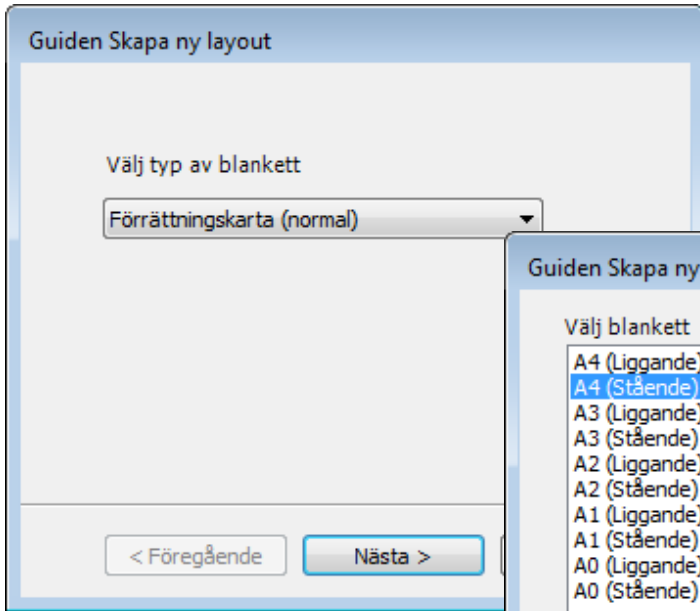 Guiden Skapa ny layout
Välj typ av blankett
Förrättningskarta (normal)
< Föregående
Nästa >
Guiden Skapa ny
Välj blankett
A4 (Liggande)
A4 (Stående)
A3 (Liggande)
A3 (Stående)
A2 (Liggande)
A2 (Stående)
A1 (Liggande)
A1 (Stående)
A0 (Liggande)
A0 (Stående)